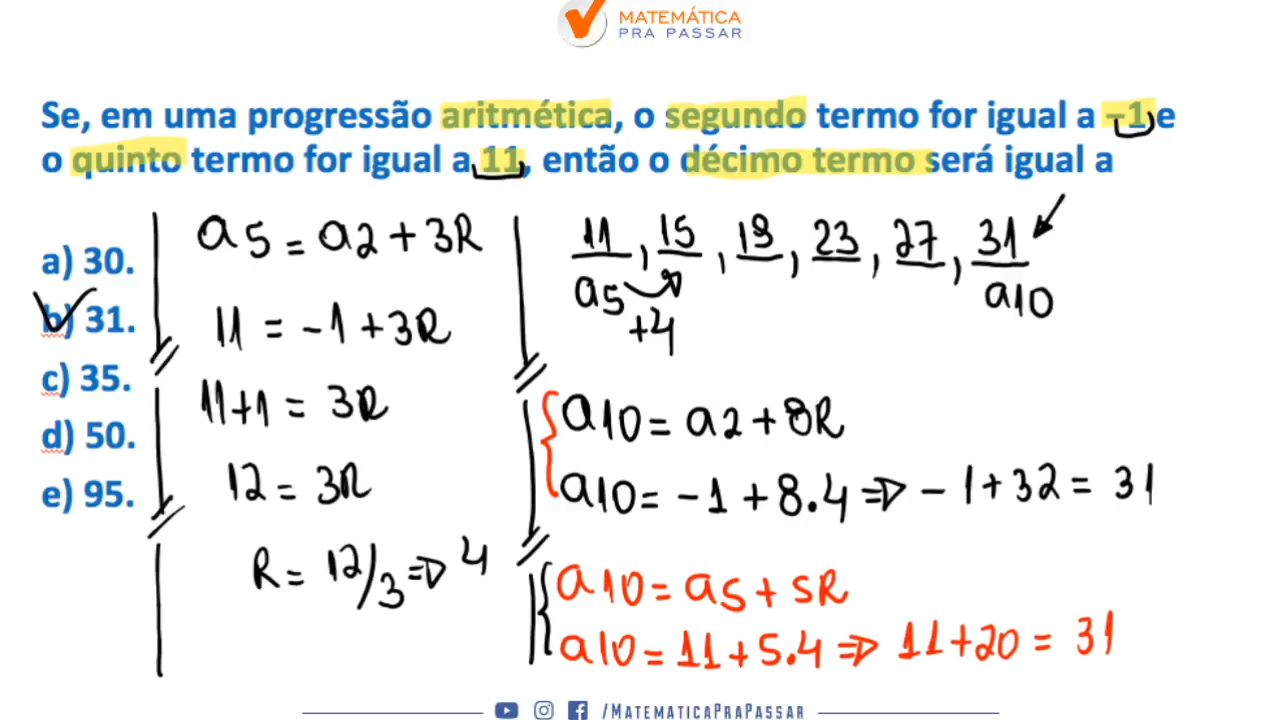 MATEMÁTICA
PRA PASSAR
Se, em uma progressão aritmética, o segundo termo for igual a -1 e
o quinto termo for igual a 11, então o décimo termo será igual a
a) 30.
b) 31.
c) 35.
d) 50.
e) 95.
a5 = a2 + 3R
11 = -1 + 3R
11+1 = 3R
12 = 3R
R = 12/3 => 4
11, 15, 19, 23, 27, 31
a5 a10
+4
a10 = a2 + 8R
a10 = -1 + 8.4 => -1+32 = 31
a10 = a5 + 5R
a10 = 11 + 5.4 => 11+20 = 31
/MATEMATICAPRAPASSAR